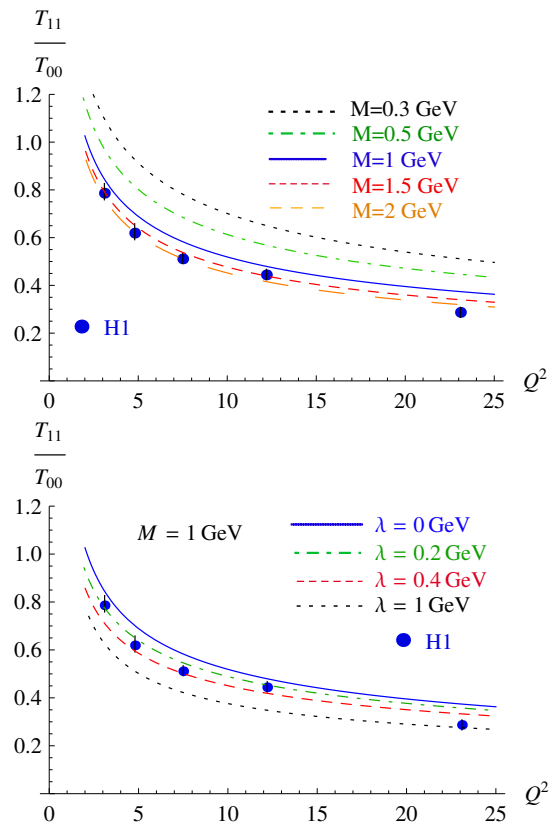 T₁₁
T₀₀
1.2
M=0.3 GeV
M=0.5 GeV
1.0
M=1 GeV
0.8
M=1.5 GeV
M=2 GeV
0.6
0.4
H1
0.2
Q²
0 5 10 15 20 25
T₁₁
T₀₀
1.2
M = 1 GeV
λ = 0 GeV
λ = 0.2 GeV
1.0
λ = 0.4 GeV
λ = 1 GeV
0.8
H1
0.6
0.4
0.2
Q²
0 5 10 15 20 25